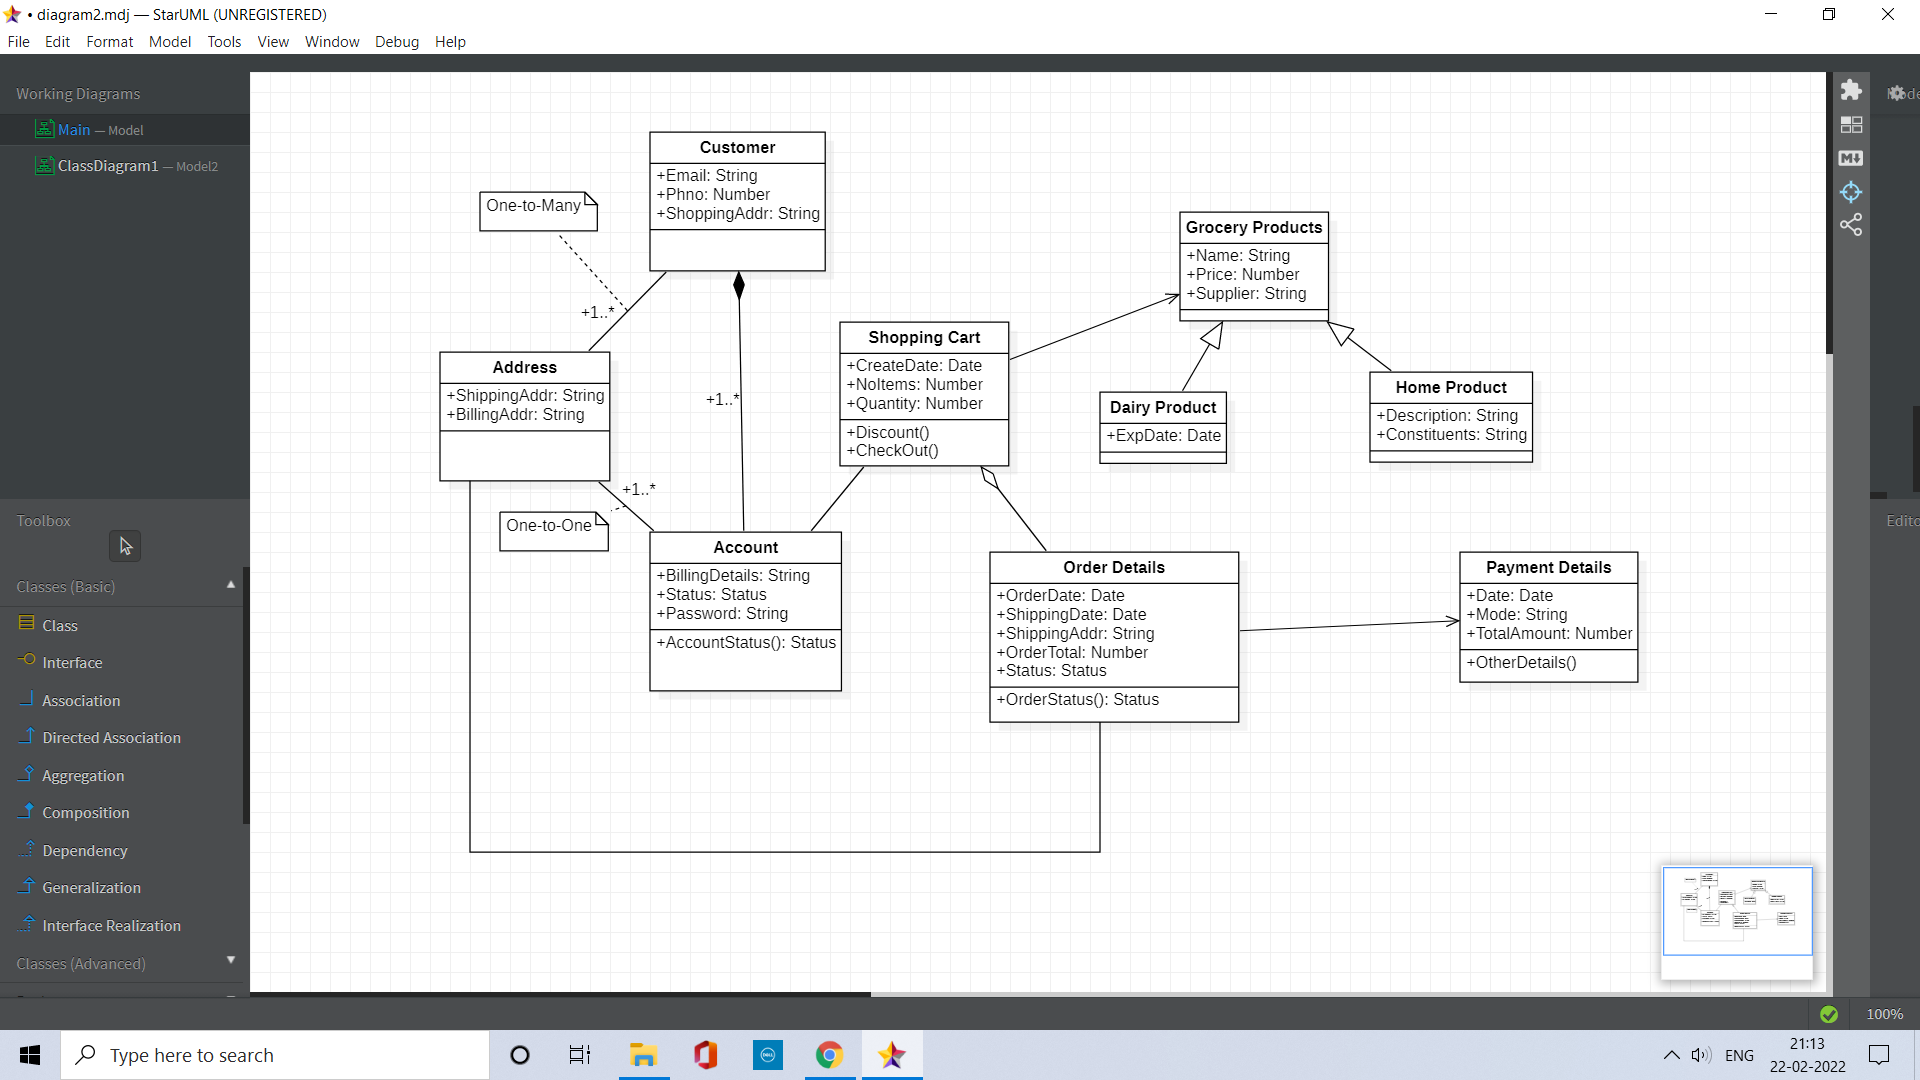 • diagram2.mdj — StarUML (UNREGISTERED)
File Edit Format Model Tools View Window Debug Help
Working Diagrams
Main — Model
ClassDiagram1 — Model2
Toolbox
Classes (Basic)
Class
Interface
Association
Directed Association
Aggregation
Composition
Dependency
Generalization
Interface Realization
Classes (Advanced)
Customer
+Email: String
+Phno: Number
+ShoppingAddr: String
One-to-Many
+1..*
Address
+ShippingAddr: String
+BillingAddr: String
+1..*
+1..*
One-to-One
Account
+BillingDetails: String
+Status: Status
+Password: String
+AccountStatus(): Status
Shopping Cart
+CreateDate: Date
+NoItems: Number
+Quantity: Number
+Discount()
+CheckOut()
Grocery Products
+Name: String
+Price: Number
+Supplier: String
Dairy Product
+ExpDate: Date
Home Product
+Description: String
+Constituents: String
Order Details
+OrderDate: Date
+ShippingDate: Date
+ShippingAddr: String
+OrderTotal: Number
+Status: Status
+OrderStatus(): Status
Payment Details
+Date: Date
+Mode: String
+TotalAmount: Number
+OtherDetails()
M
Edito
100%
Type here to search
DELL
ENG
21:13
22-02-2022